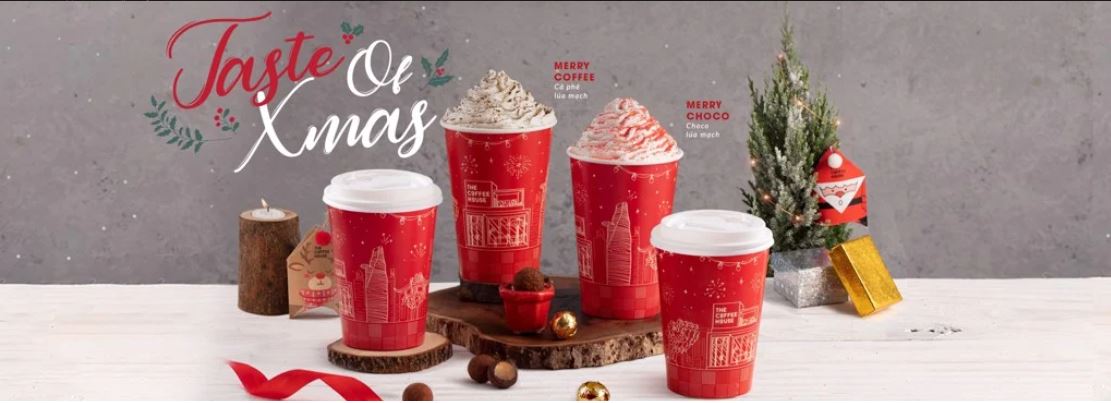 Taste Of
Xmas
MERRY
COFFEE
Cà phê
lúa mạch
MERRY
CHOCO
Choco
lúa mạch
THE
COFFEE
HOUSE
THE
COFFEE
HOUSE